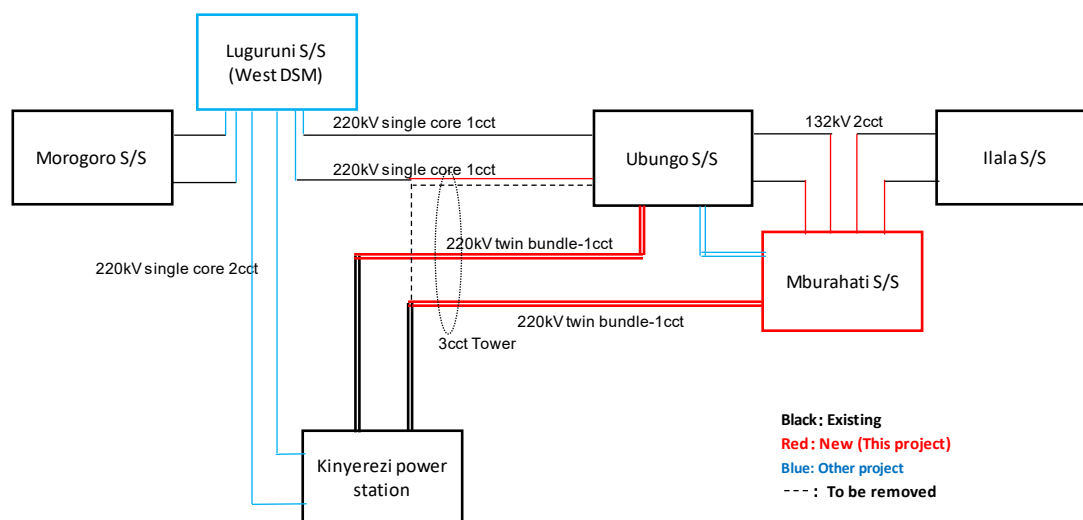 Luguruni S/S
(West DSM)
Morogoro S/S
220kV single core 1cct
220kV single core 1cct
Ubungo S/S
132kV 2cct
Ilala S/S
220kV single core 2cct
220kV twin bundle-1cct
Mburahati S/S
220kV twin bundle-1cct
3cct Tower
Kinyerezi power
station
Black: Existing
Red: New (This project)
Blue: Other project
---: To be removed